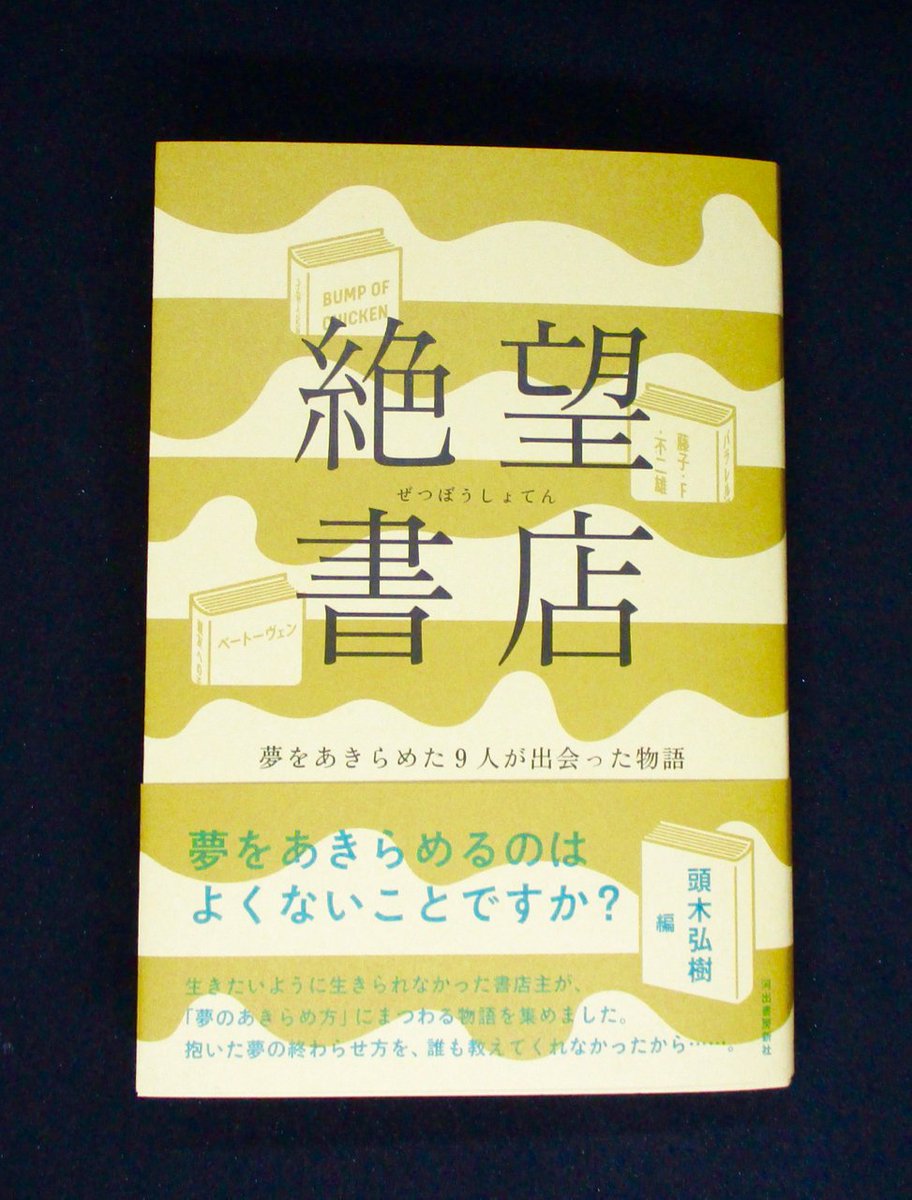 BUMP OF
CHICKEN
絶望
ぜつぼうしょてん
書店
パラレル
藤子・F
・不二雄
ベートーヴェン
夢をあきらめた9人が出会った物語
夢をあきらめるのは
よくないことですか?
頭木弘樹
編
生きたいように生きられなかった書店主が、
「夢のあきらめ方」にまつわる物語を集めました。
抱いた夢の終わらせ方を、誰も教えてくれなかったから……。
河出書房新社